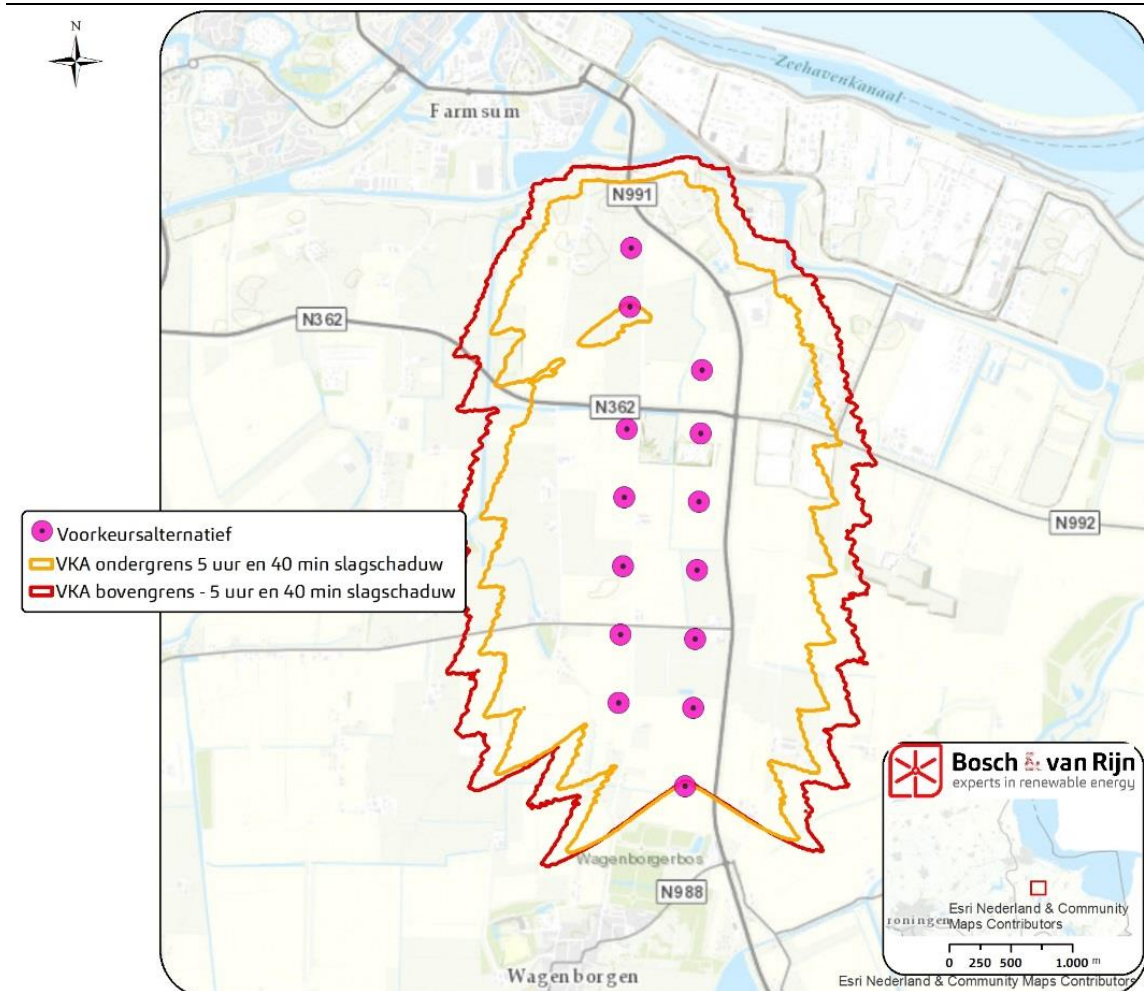 N
Zeehavenkanaal
Farmsum
N991
N362
N362
N992
Voorkeursalternatief
VKA ondergrens 5 uur en 40 min slagschaduw
VKA bovengrens - 5 uur en 40 min slagschaduw
Wagenborgerbos
N988
Wagenborgen
Bosch & van Rijn
experts in renewable energy
Esri Nederland & Community
roningen Maps Contributors
0 250 500 1.000 m
Esri Nederland & Community Maps Contributors